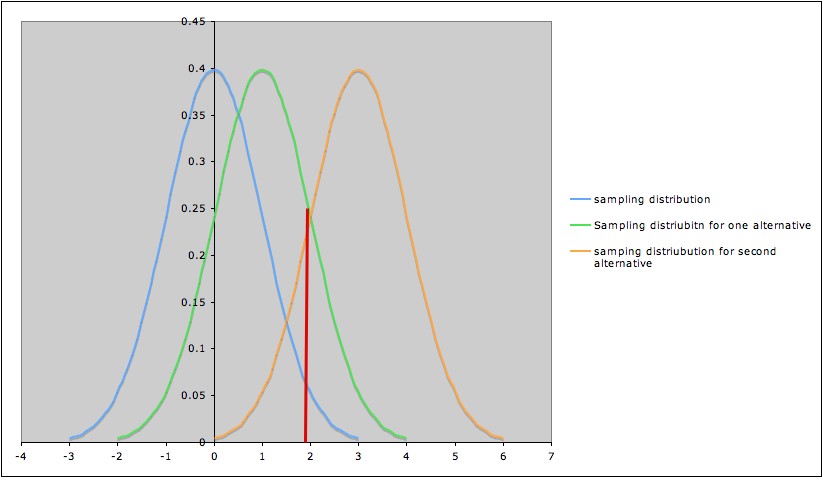 0.45
0.4
0.35
0.3
0.25
0.2
0.15
0.1
0.05
0
-4 -3 -2 -1 0 1 2 3 4 5 6 7
sampling distribution
Sampling distriubitn for one alternative
samping distriubution for second
alternative